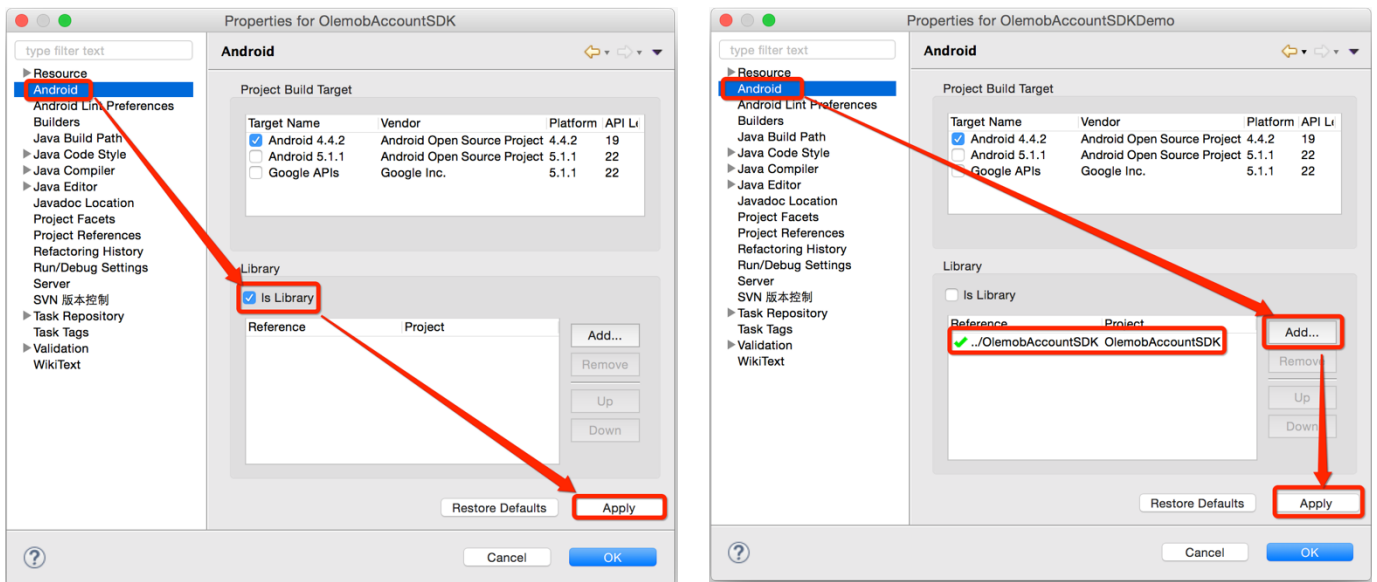 Properties for OlemobAccountSDK
type filter text
Android
Resource
Android
Android Lint Preferences
Builders
Java Build Path
Java Code Style
Java Compiler
Java Editor
Javadoc Location
Project Facets
Project References
Refactoring History
Run/Debug Settings
Server
SVN 版本控制
Task Repository
Task Tags
Validation
WikiText
Project Build Target
Target Name Vendor Platform API Le
Android 4.4.2 Android Open Source Project 4.4.2 19
Android 5.1.1 Android Open Source Project 5.1.1 22
Google APIs Google Inc. 5.1.1 22
Library
Is Library
Reference Project
Add...
Remove
Up
Down
Restore Defaults Apply
? Cancel OK
Properties for OlemobAccountSDKDemo
type filter text
Android
Resource
Android
Android Lint Preferences
Builders
Java Build Path
Java Code Style
Java Compiler
Java Editor
Javadoc Location
Project Facets
Project References
Refactoring History
Run/Debug Settings
Server
SVN 版本控制
Task Repository
Task Tags
Validation
WikiText
Project Build Target
Target Name Vendor Platform API Le
Android 4.4.2 Android Open Source Project 4.4.2 19
Android 5.1.1 Android Open Source Project 5.1.1 22
Google APIs Google Inc. 5.1.1 22
Library
Is Library
Reference Project
../OlemobAccountSDK OlemobAccountSDK
Add...
Remove
Up
Down
Restore Defaults Apply
? Cancel OK